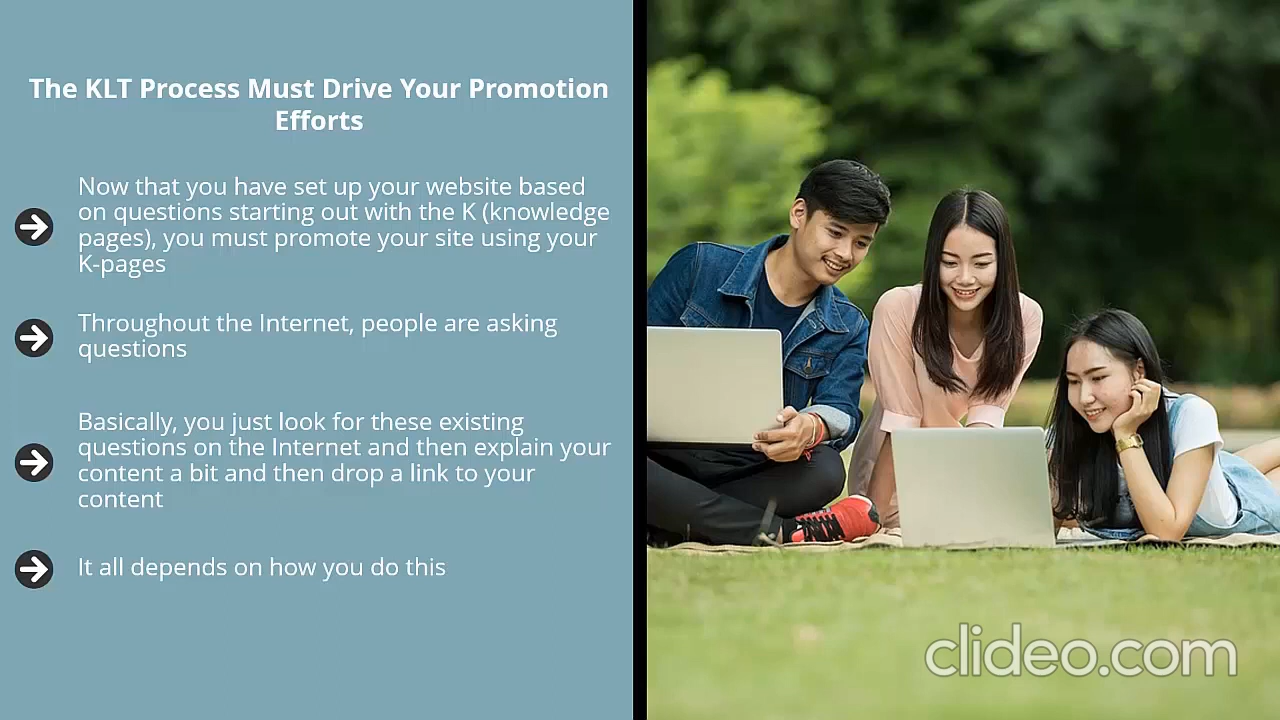 The KLT Process Must Drive Your Promotion
Efforts
Now that you have set up your website based
on questions starting out with the K (knowledge
pages), you must promote your site using your
K-pages
Throughout the Internet, people are asking
questions
Basically, you just look for these existing
questions on the Internet and then explain your
content a bit and then drop a link to your
content
It all depends on how you do this
clideo.com